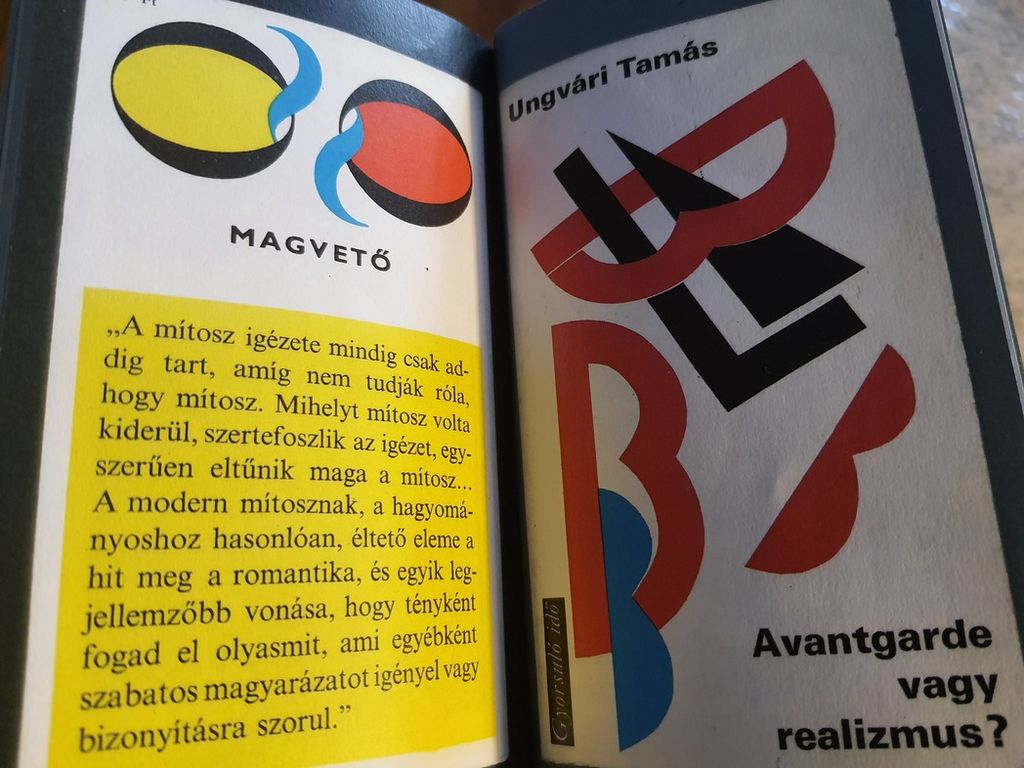 Ft
MAGVETŐ
„A mítosz igézete mindig csak ad-
dig tart, amíg nem tudják róla,
hogy mítosz. Mihelyt mítosz volta
kiderül, szertefoszlik az igézet, egy-
szerűen eltűnik maga a mítosz...
A modern mítosznak, a hagyomá-
nyoshoz hasonlóan, éltető eleme a
hit meg a romantika, és egyik leg-
jellemzőbb vonása, hogy tényként
fogad el olyasmit, ami egyébként
szabatos magyarázatot igényel vagy
bizonyításra szorul.”
Ungvári Tamás
Gyorsuló idő
Avantgarde
vagy
realizmus?